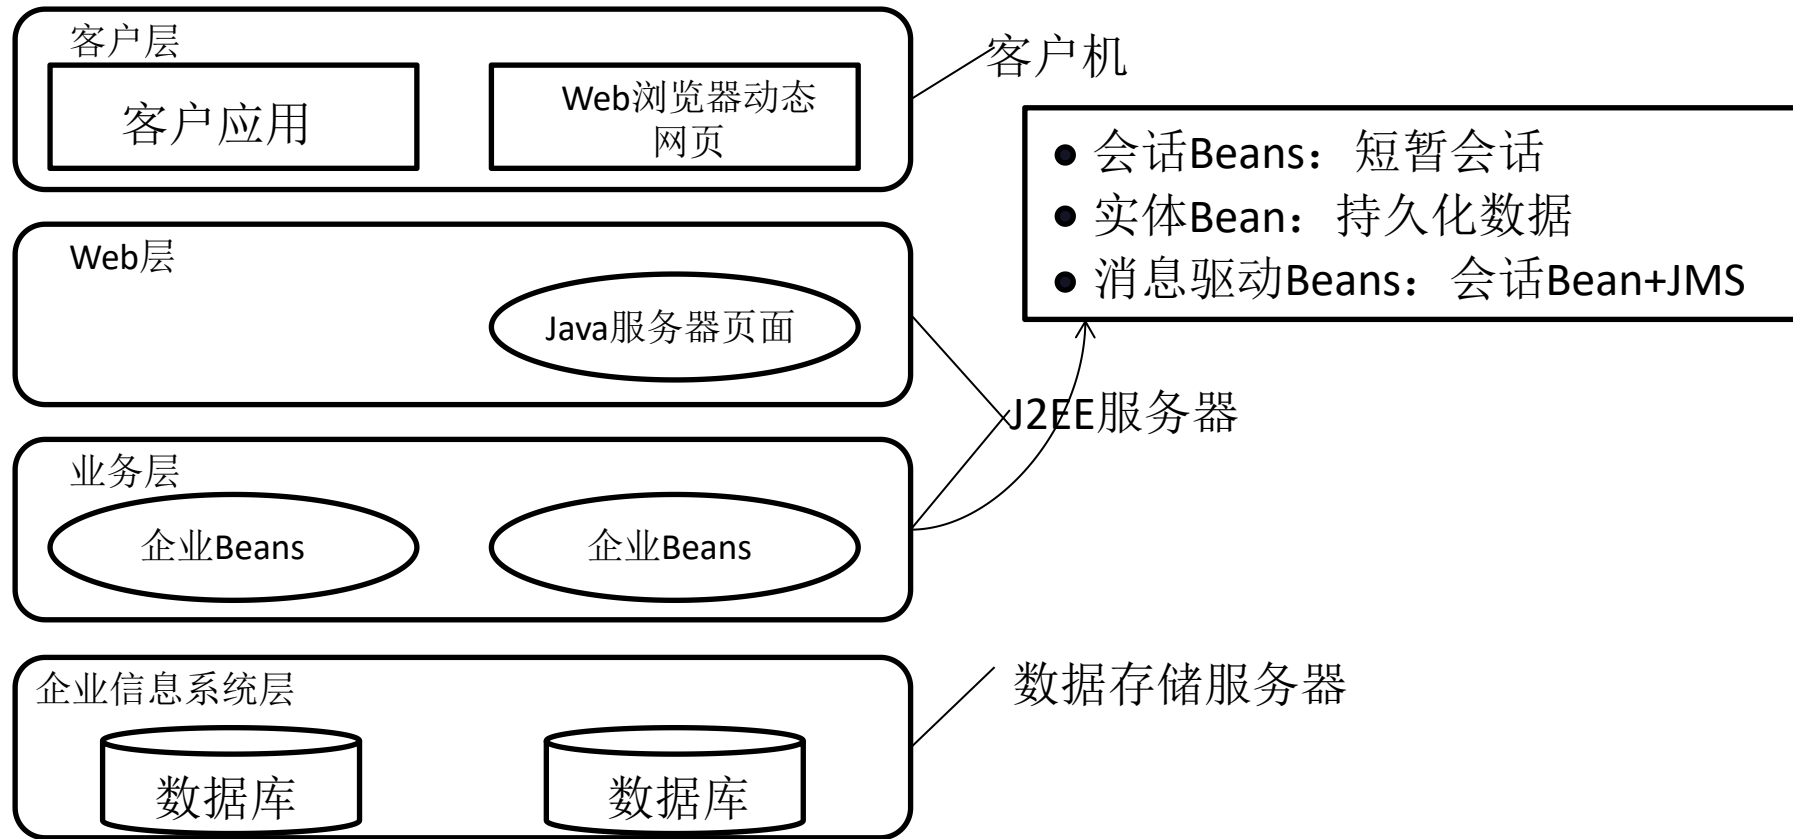 客户层
客户应用
Web浏览器动态
网页
客户机
● 会话Beans：短暂会话
● 实体Bean：持久化数据
● 消息驱动Beans：会话Bean+JMS
Web层
Java服务器页面
J2EE服务器
业务层
企业Beans
企业Beans
企业信息系统层
数据库
数据库
数据存储服务器